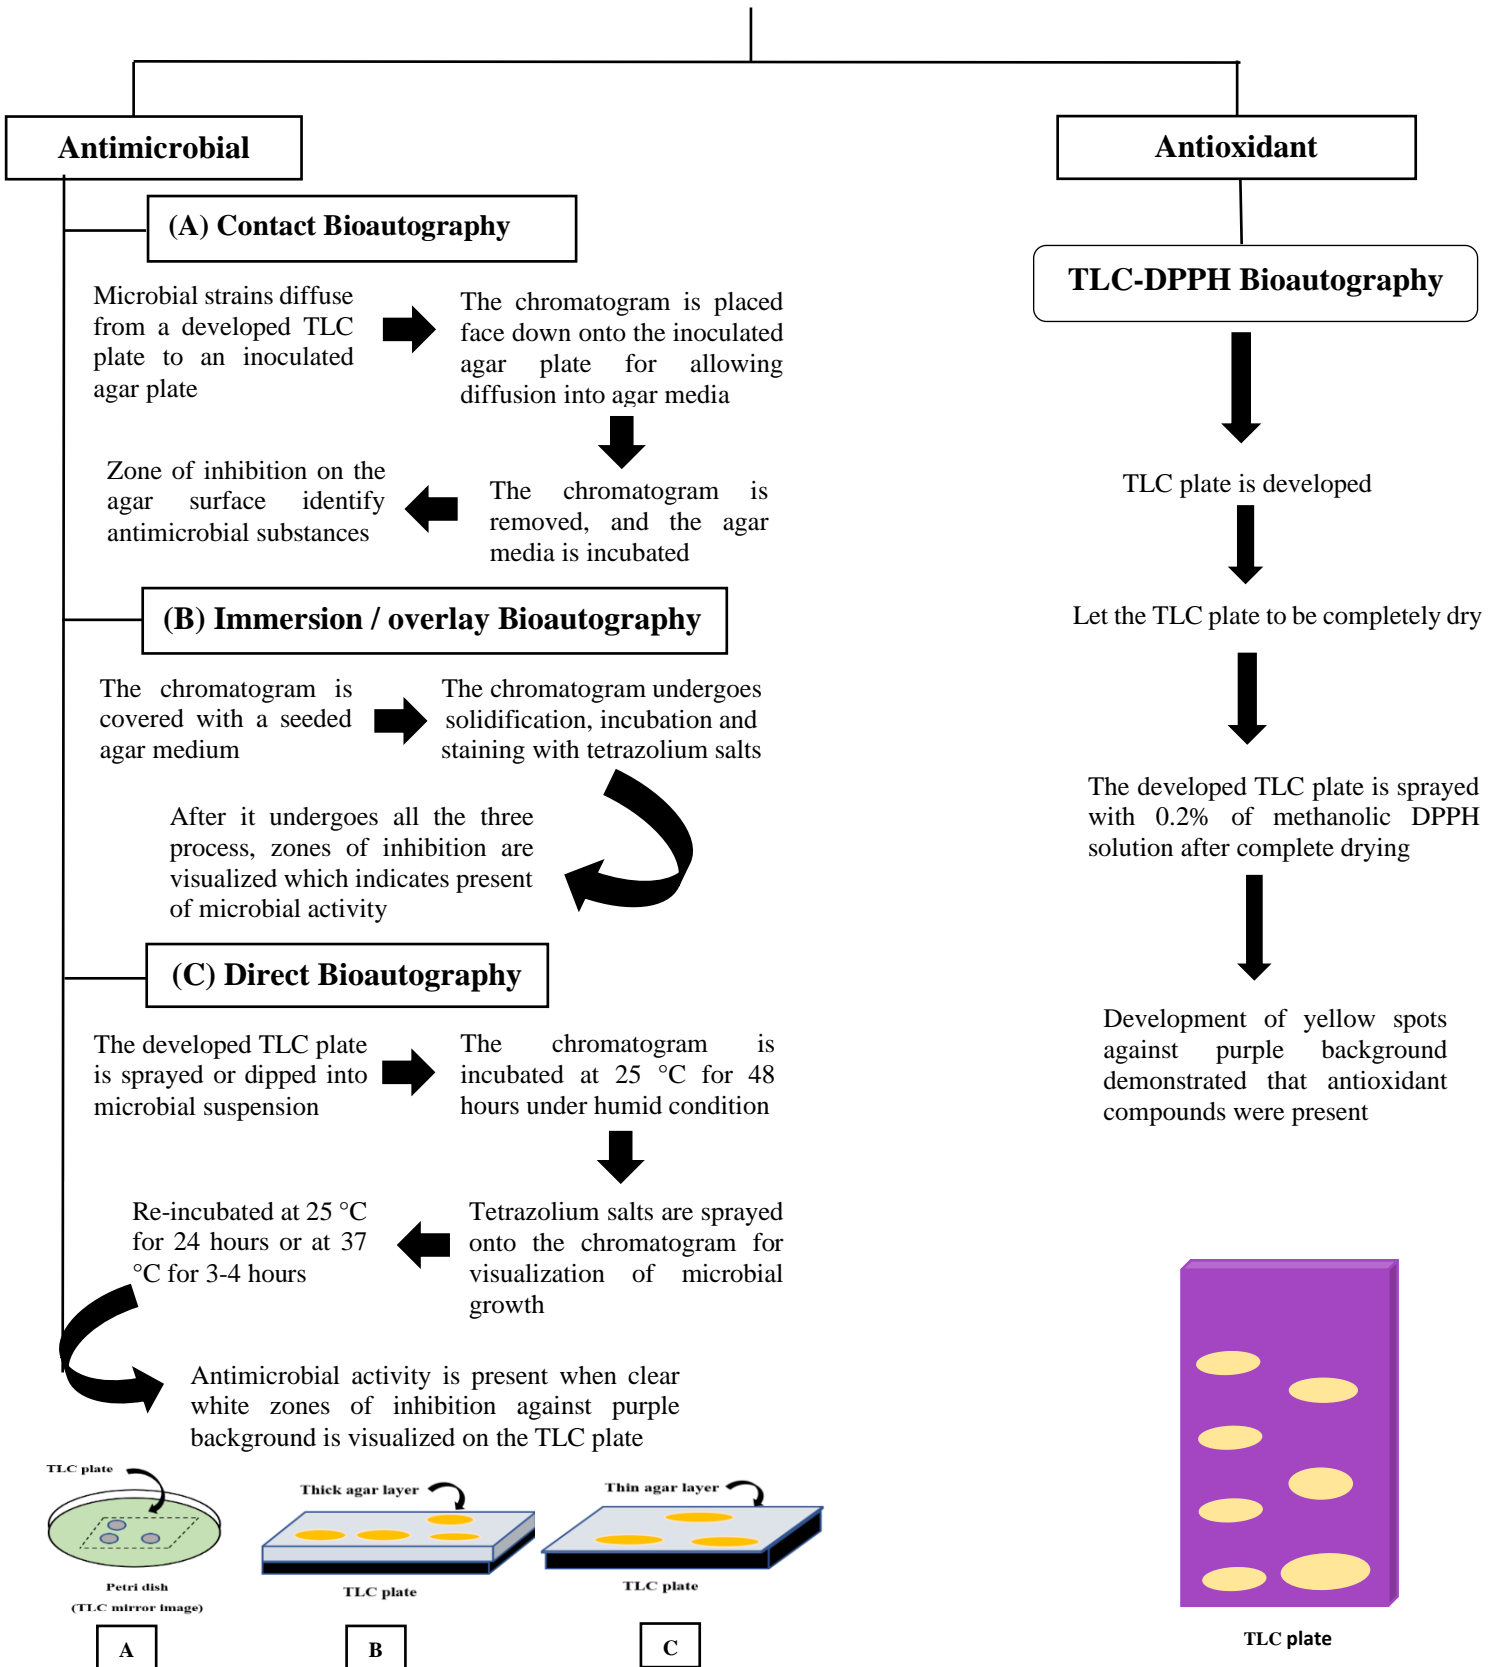 Antimicrobial
(A) Contact Bioautography
Microbial strains diffuse
from a developed TLC
plate to an inoculated
agar plate
The chromatogram is placed
face down onto the inoculated
agar plate for allowing
diffusion into agar media
The chromatogram is
removed, and the agar
media is incubated
Zone of inhibition on the
agar surface identify
antimicrobial substances
(B) Immersion / overlay Bioautography
The chromatogram is
covered with a seeded
agar medium
The chromatogram undergoes
solidification, incubation and
staining with tetrazolium salts
After it undergoes all the three
process, zones of inhibition are
visualized which indicates present
of microbial activity
(C) Direct Bioautography
The developed TLC plate
is sprayed or dipped into
microbial suspension
The chromatogram is
incubated at 25 °C for 48
hours under humid condition
Tetrazolium salts are sprayed
onto the chromatogram for
visualization of microbial
growth
Re-incubated at 25 °C
for 24 hours or at 37
°C for 3-4 hours
Antimicrobial activity is present when clear
white zones of inhibition against purple
background is visualized on the TLC plate
TLC plate
Petri dish
(TLC mirror image)
A
Thick agar layer
TLC plate
B
Thin agar layer
TLC plate
C
Antioxidant
TLC-DPPH Bioautography
TLC plate is developed
Let the TLC plate to be completely dry
The developed TLC plate is sprayed
with 0.2% of methanolic DPPH
solution after complete drying
Development of yellow spots
against purple background
demonstrated that antioxidant
compounds were present
TLC plate